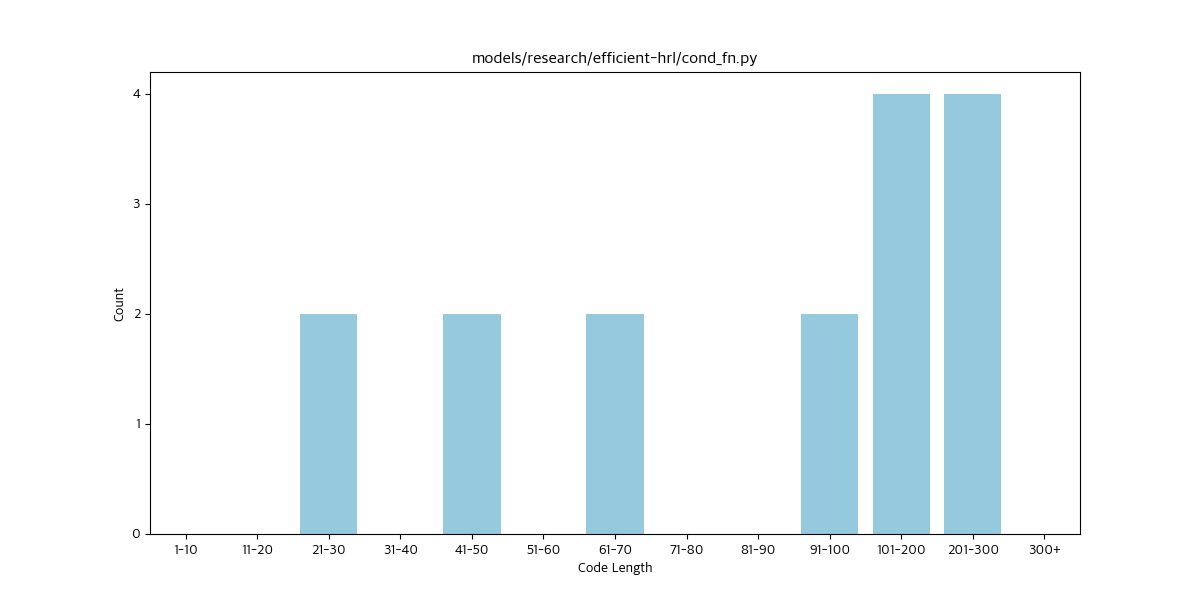 models/research/efficient-hrl/cond_fn.py
4
3
2
1
0
Count
1-10 11-20 21-30 31-40 41-50 51-60 61-70 71-80 81-90 91-100 101-200 201-300 300+
Code Length